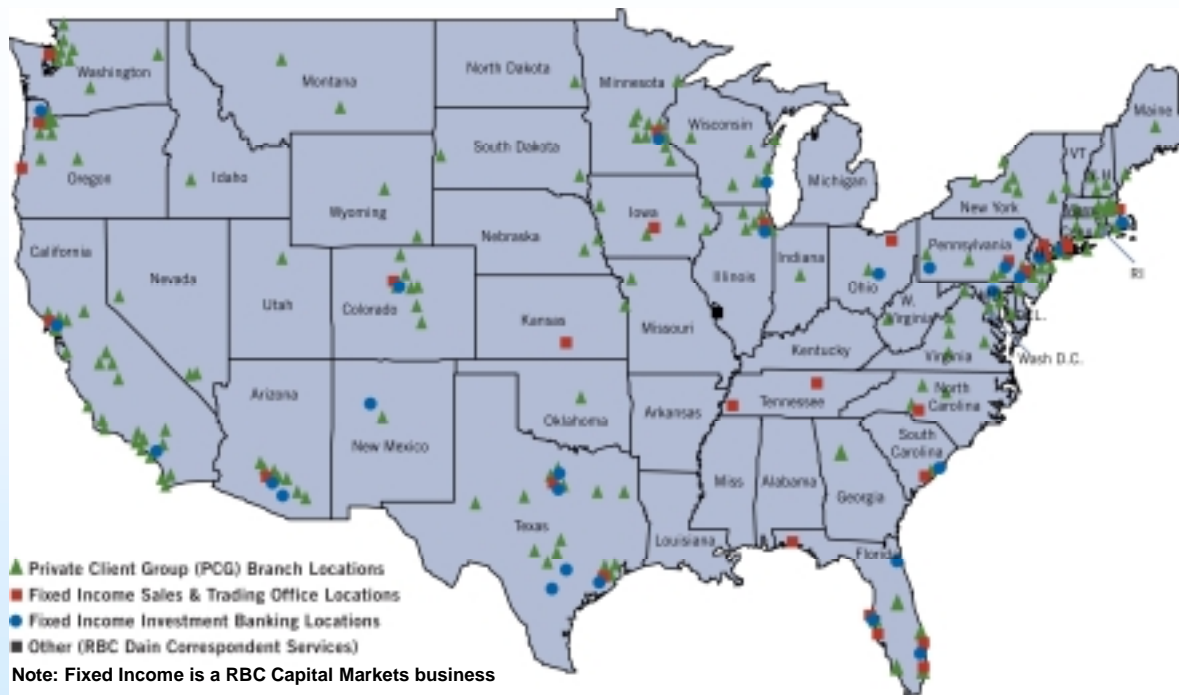 Washington
Montana
North Dakota
Minnesota
Wisconsin
Maine
Oregon
Idaho
South Dakota
Michigan
VT
N.H.
Wyoming
Iowa
New York
Mass.
California
Nevada
Utah
Nebraska
Illinois
Indiana
Ohio
Pennsylvania
RI
Colorado
Kansas
Missouri
W.
Virginia
Kentucky
Virginia
Wash D.C.
Arizona
New Mexico
Oklahoma
Arkansas
Tennessee
North
Carolina
South
Carolina
Miss
Alabama
Georgia
Texas
Louisiana
Florida
Private Client Group (PCG) Branch Locations
Fixed Income Sales & Trading Office Locations
Fixed Income Investment Banking Locations
Other (RBC Dain Correspondent Services)
Note: Fixed Income is a RBC Capital Markets business